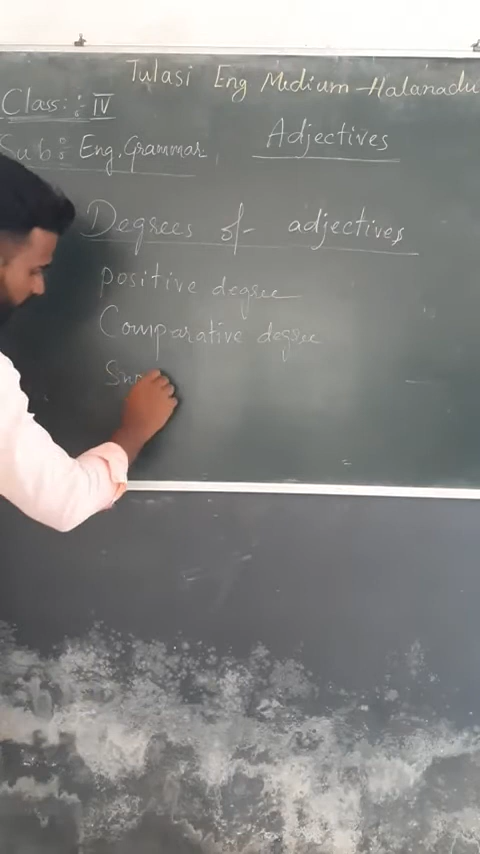 Tulasi Eng Medium - Halanadu
Class: :- IV
Sub: Eng. Grammar
Adjectives
Degrees of adjectives
positive degree
Comparative degree